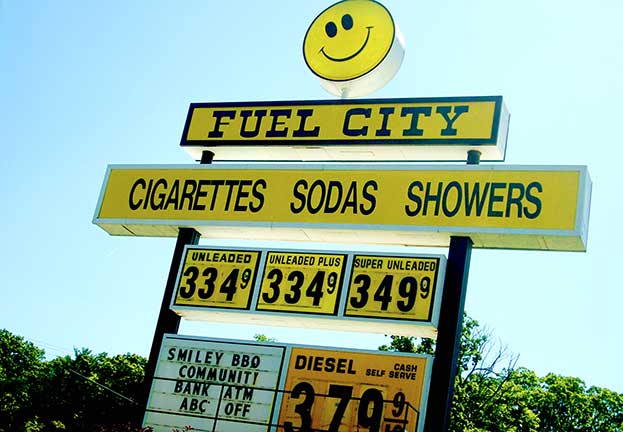 FUEL CITY
CIGARETTES SODAS SHOWERS
UNLEADED
334 9
UNLEADED PLUS
334 9
SUPER UNLEADED
349 9
SMILEY BBQ
COMMUNITY
BANK ATM
ABC OFF
DIESEL CASH
SELF SERVE
379 9